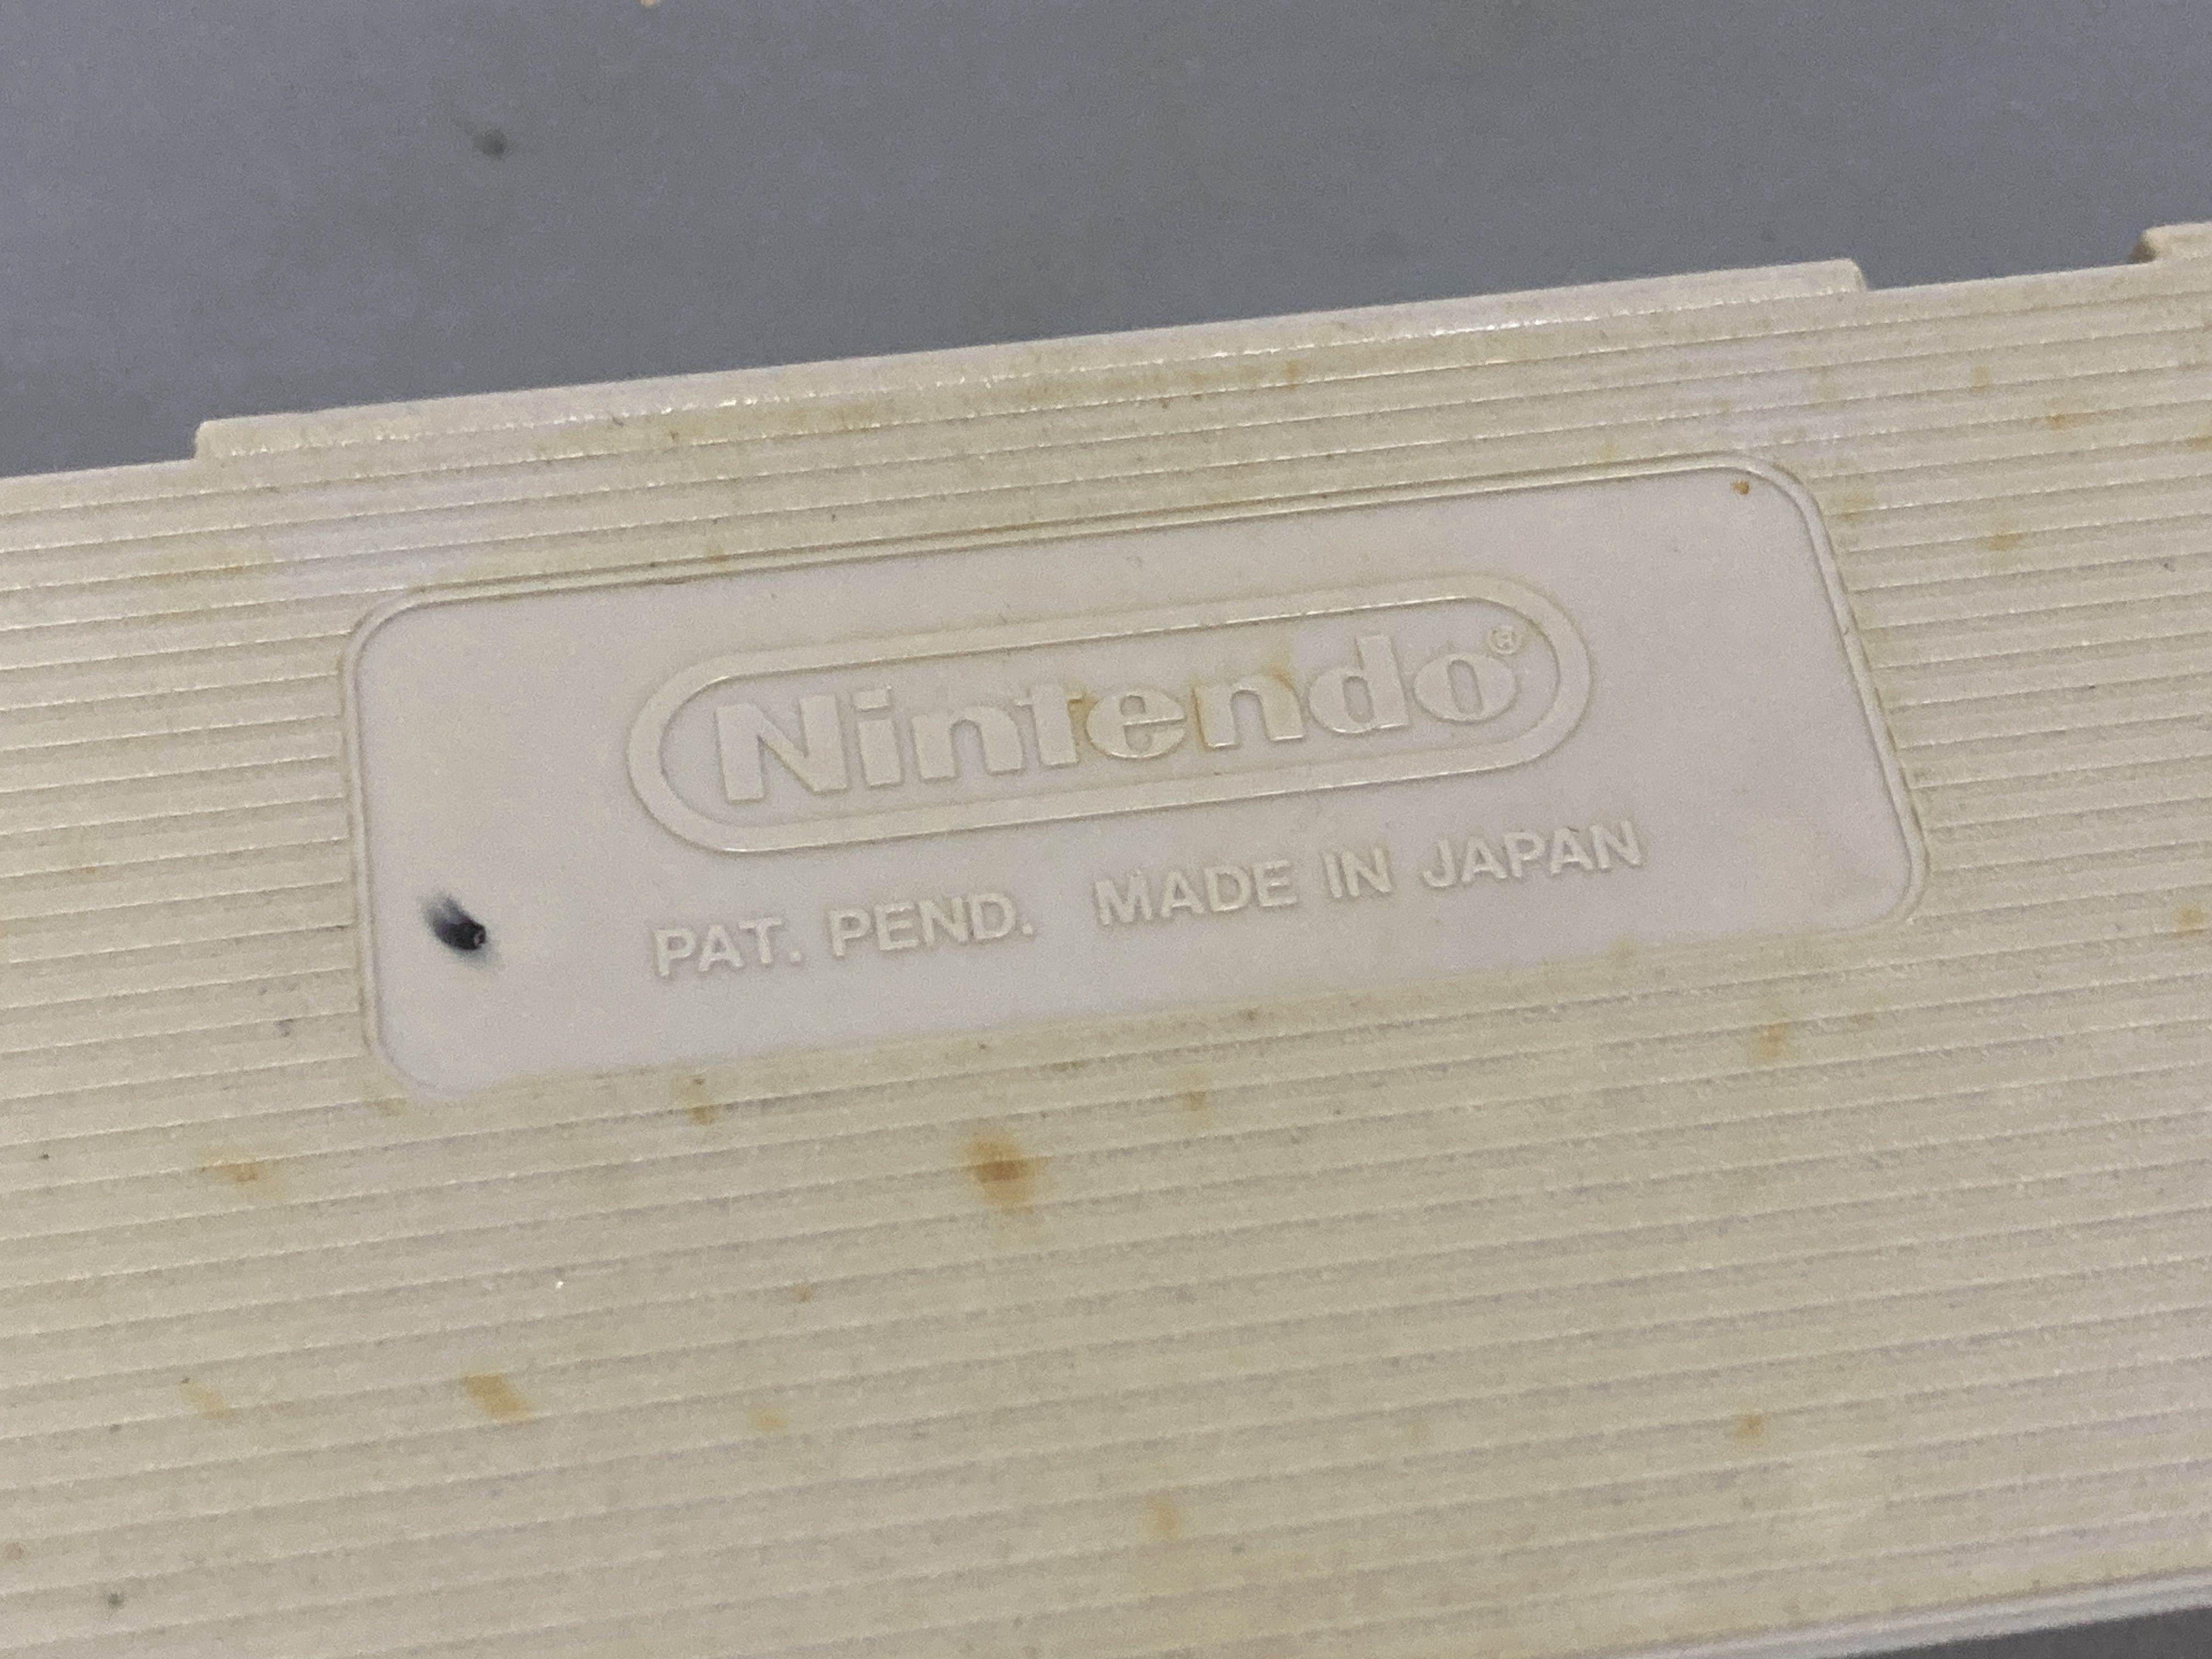 Nintendo®
PAT. PEND. MADE IN JAPAN